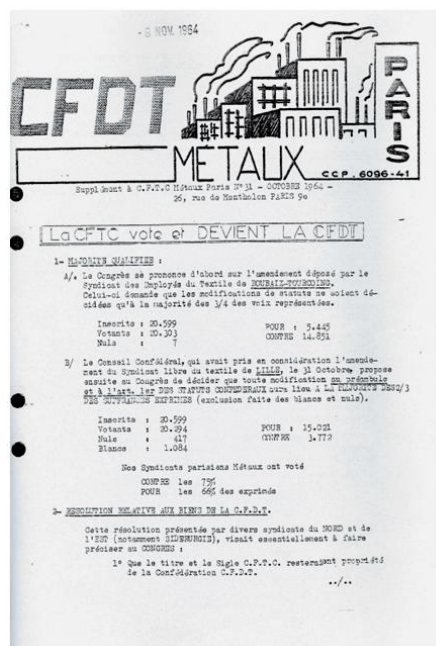 - 6 NOV. 1964
CFDT
PARIS
MÉTAUX
CCP. 6096-41
Supplément à C.F.T.C Métaux Paris N°31 - OCTOBRE 1964 -
26, rue de Montholon PARIS 9e
La CFTC vote et DEVIENT LA CFDT
1- MAJORITE QUALIFIEE :
A/. Le Congrès se prononce d'abord sur l'amendement déposé par le
Syndicat des Employés du Textile de ROUBAIX-TOURCOING.
Celui-ci demande que les modifications de statuts ne soient dé-
cidées qu'à la majorité des 3/4 des voix représentées.
Inscrits : 20.599
Votants : 20.303 POUR : 5.445
Nuls : 7 CONTRE 14.851
B/ Le Conseil Confédéral, qui avait pris en considération l'amende-
ment du Syndicat libre du textile de LILLE, le 31 Octobre, propose
ensuite au Congrès de décider que toute modification au préambule
et à l'art. 1er DES STATUTS CONFEDERAUX aura lieu A LA MAJORITE DES 2/3
DES SUFFRAGES EXPRIMES (exclusion faite des blancs et nuls).
Inscrits : 20.599
Votants : 20.294 POUR : 15.021
Nuls : 417 CONTRE 3.772
Blancs : 1.084
Nos Syndicats parisiens Métaux ont voté
CONTRE les 75%
POUR les 66% des exprimés
2- RESOLUTION RELATIVE AUX BIENS DE LA C.F.D.T.
Cette résolution présentée par divers syndicats du NORD et de
l'EST (notamment SIDERURGIE), visait essentiellement à faire
préciser au CONGRES :
1° Que le titre et le Sigle C.F.T.C. resteraient propriété
de la Confédération C.F.D.T.
../..